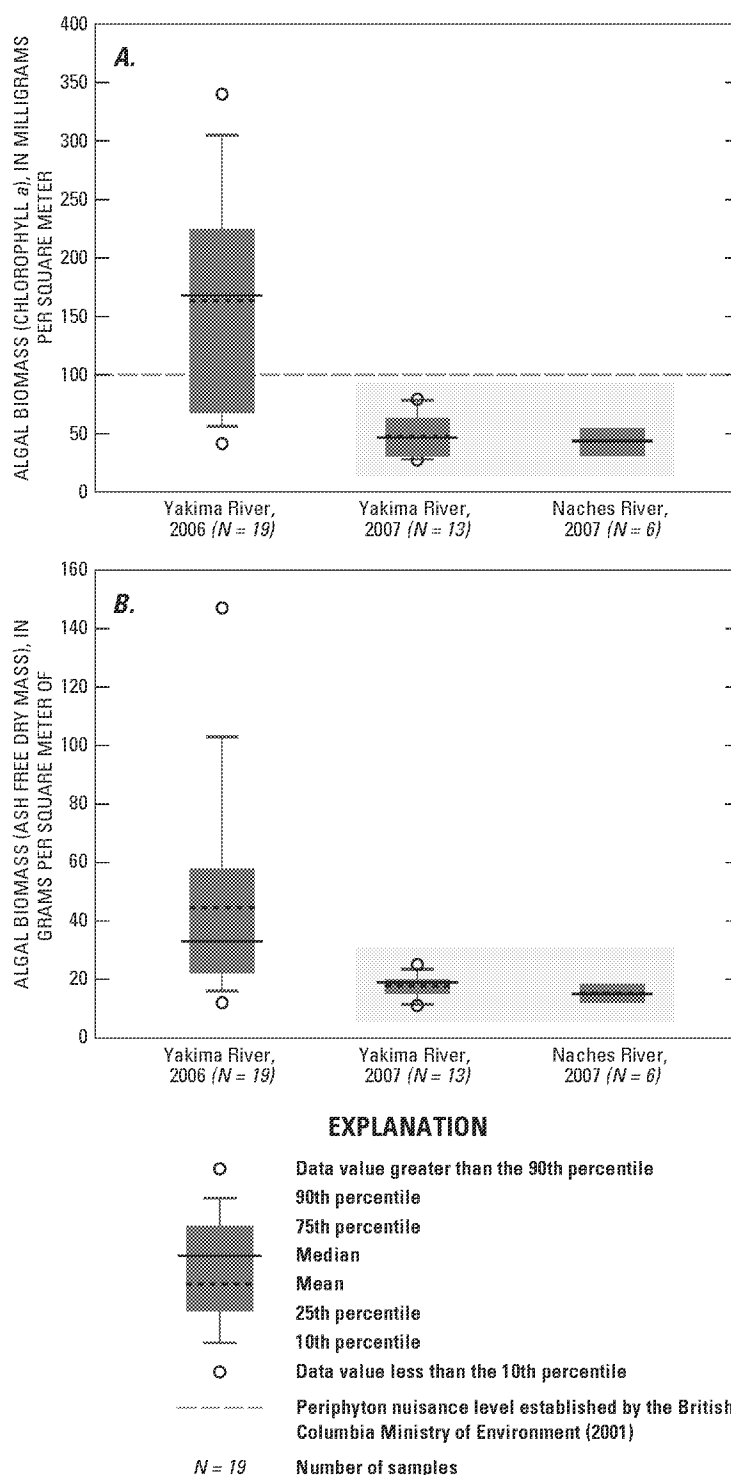 A.
ALGAL BIOMASS (CHLOROPHYLL a), IN MILLIGRAMS
PER SQUARE METER
400
350
300
250
200
150
100
50
0
Yakima River,
2006 (N = 19)
Yakima River,
2007 (N = 13)
Naches River,
2007 (N = 6)
B.
ALGAL BIOMASS (ASH FREE DRY MASS), IN
GRAMS PER SQUARE METER OF
160
140
120
100
80
60
40
20
0
Yakima River,
2006 (N = 19)
Yakima River,
2007 (N = 13)
Naches River,
2007 (N = 6)
EXPLANATION
Data value greater than the 90th percentile
90th percentile
75th percentile
Median
Mean
25th percentile
10th percentile
Data value less than the 10th percentile
Periphyton nuisance level established by the British
Columbia Ministry of Environment (2001)
N = 19 Number of samples